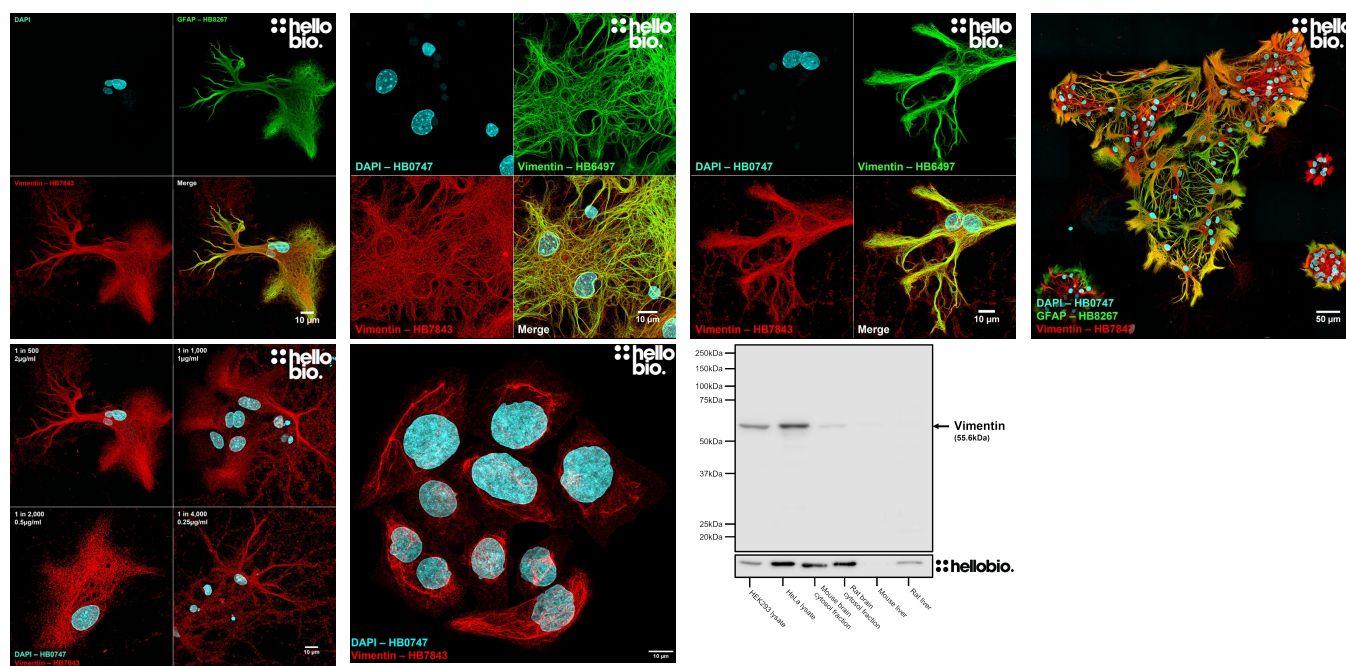 DAPI
GFAP – HB8267
hello
bio.
Vimentin – HB7843
Merge
10 µm
hello
bio.
DAPI – HB0747
Vimentin – HB6497
Vimentin – HB7843
Merge
10 µm
hello
bio.
DAPI – HB0747
Vimentin – HB6497
Vimentin – HB7843
Merge
10 µm
hello
bio.
DAPI – HB0747
GFAP – HB8267
Vimentin – HB7843
50 µm
1 in 500
2µg/ml
1 in 1,000
1µg/ml
hello
bio.
1 in 2,000
0.5µg/ml
1 in 4,000
0.25µg/ml
DAPI – HB0747
Vimentin – HB7843
10 µm
hello
bio.
DAPI – HB0747
Vimentin – HB7843
10 µm
250kDa
150kDa
100kDa
75kDa
50kDa
37kDa
25kDa
20kDa
Vimentin
(55.6kDa)
hellobio.
HEK293 lysate
HeLa lysate
Mouse brain
cytosol fraction
Rat brain
cytosol fraction
Mouse liver
Rat liver